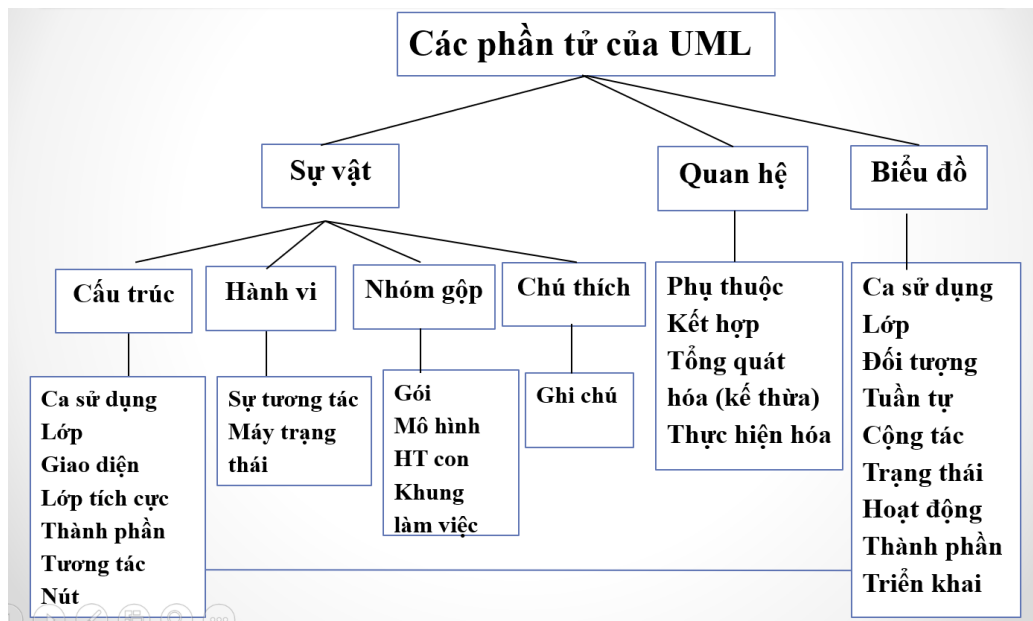 Các phần tử của UML
Sự vật
Quan hệ
Biểu đồ
Cấu trúc
Hành vi
Nhóm gộp
Chú thích
Ca sử dụng
Lớp
Giao diện
Lớp tích cực
Thành phần
Tương tác
Nút
Sự tương tác
Máy trạng
thái
Gói
Mô hình
HT con
Khung
làm việc
Ghi chú
Phụ thuộc
Kết hợp
Tổng quát
hóa (kế thừa)
Thực hiện hóa
Ca sử dụng
Lớp
Đối tượng
Tuần tự
Cộng tác
Trạng thái
Hoạt động
Thành phần
Triển khai